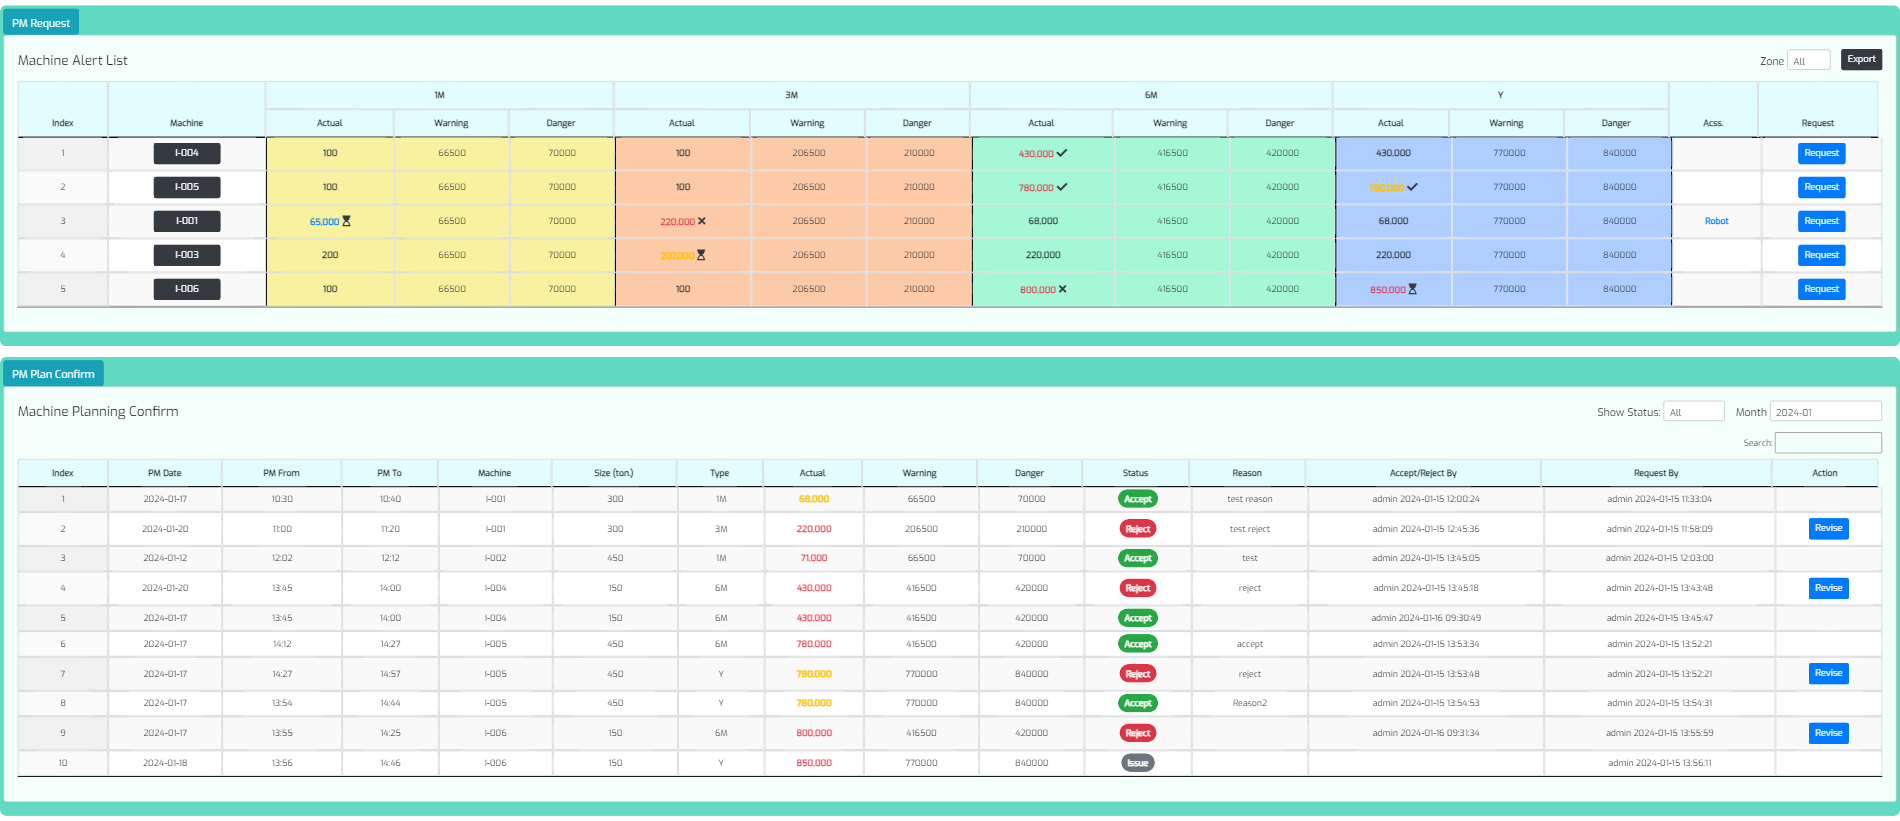 PM Request
Machine Alert List Zone All Export
1M 3M 6M Y
Index Machine Actual Warning Danger Actual Warning Danger Actual Warning Danger Actual Warning Danger Acss. Request
1 I-004 100 66500 70000 100 206500 210000 430,000 ✓ 416500 420000 430,000 770000 840000 Request
2 I-005 100 66500 70000 100 206500 210000 780,000 ✓ 416500 420000 780,000 ✓ 770000 840000 Request
3 I-001 65,000 66500 70000 220,000 ✕ 206500 210000 68,000 416500 420000 68,000 770000 840000 Robot Request
4 I-003 200 66500 70000 207,000 206500 210000 220,000 416500 420000 220,000 770000 840000 Request
5 I-006 100 66500 70000 100 206500 210000 800,000 ✕ 416500 420000 850,000 770000 840000 Request
PM Plan Confirm
Machine Planning Confirm Show Status: All Month 2024-01
Search:
Index PM Date PM From PM To Machine Size (ton.) Type Actual Warning Danger Status Reason Accept/Reject By Request By Action
1 2024-01-17 10:30 10:40 I-001 300 1M 68,000 66500 70000 Accept test reason admin 2024-01-15 12:00:24 admin 2024-01-15 11:33:04
2 2024-01-20 11:00 11:20 I-001 300 3M 220,000 206500 210000 Reject test reject admin 2024-01-15 12:45:36 admin 2024-01-15 11:58:09 Revise
3 2024-01-12 12:02 12:12 I-002 450 1M 71,000 66500 70000 Accept test admin 2024-01-15 13:45:05 admin 2024-01-15 12:03:00
4 2024-01-20 13:45 14:00 I-004 150 6M 430,000 416500 420000 Reject reject admin 2024-01-15 13:45:18 admin 2024-01-15 13:43:48 Revise
5 2024-01-17 13:45 14:00 I-004 150 6M 430,000 416500 420000 Accept admin 2024-01-16 09:30:49 admin 2024-01-15 13:45:47
6 2024-01-17 14:12 14:27 I-005 450 6M 780,000 416500 420000 Accept accept admin 2024-01-15 13:53:34 admin 2024-01-15 13:52:21
7 2024-01-17 14:27 14:57 I-005 450 Y 780,000 770000 840000 Reject reject admin 2024-01-15 13:53:48 admin 2024-01-15 13:52:21 Revise
8 2024-01-17 13:54 14:44 I-005 450 Y 780,000 770000 840000 Accept Reason2 admin 2024-01-15 13:54:53 admin 2024-01-15 13:54:31
9 2024-01-17 13:55 14:25 I-006 150 6M 800,000 416500 420000 Reject admin 2024-01-16 09:31:34 admin 2024-01-15 13:55:59 Revise
10 2024-01-18 13:56 14:46 I-006 150 Y 850,000 770000 840000 Issue admin 2024-01-15 13:56:11